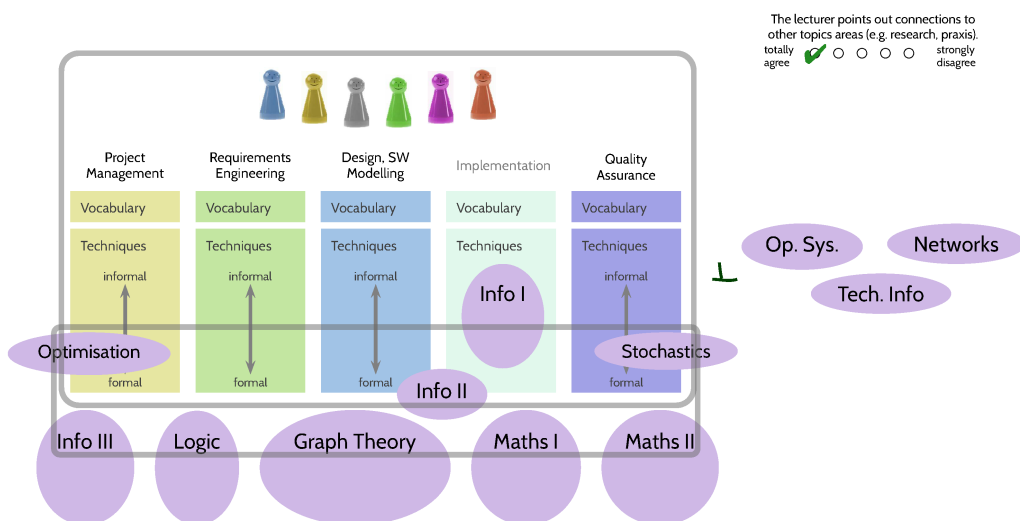 The lecturer points out connections to
other topics areas (e.g. research, praxis).
totally
agree
strongly
disagree
Project
Management
Requirements
Engineering
Design, SW
Modelling
Implementation
Quality
Assurance
Vocabulary
Vocabulary
Vocabulary
Vocabulary
Vocabulary
Techniques
Techniques
Techniques
Techniques
Techniques
informal
informal
informal
informal
Info I
Op. Sys.
Networks
Tech. Info
Optimisation
Stochastics
formal
formal
formal
formal
Info II
Info III
Logic
Graph Theory
Maths I
Maths II